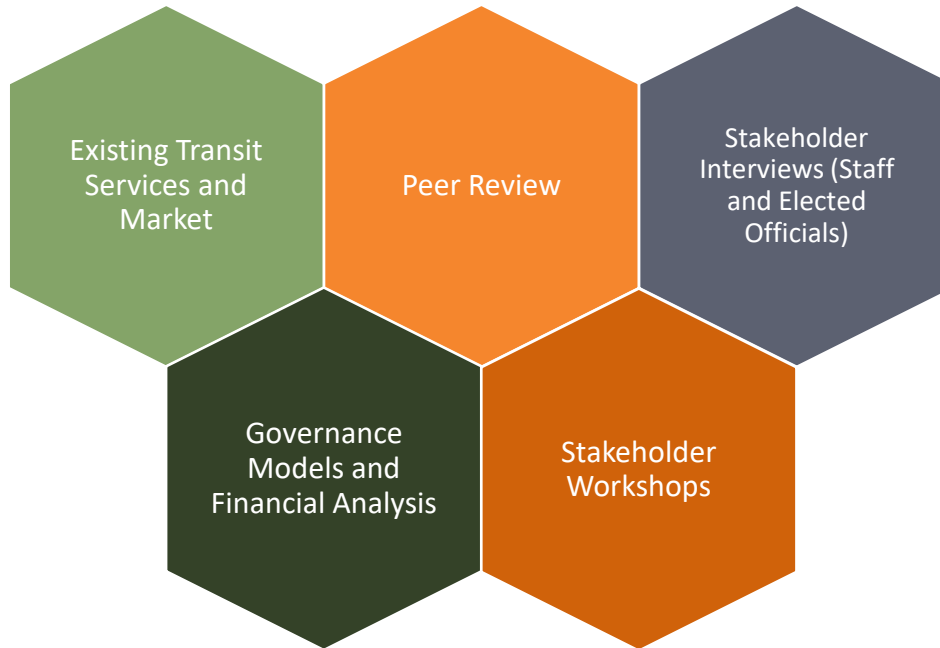 Existing Transit
Services and
Market
Peer Review
Stakeholder
Interviews (Staff
and Elected
Officials)
Governance
Models and
Financial Analysis
Stakeholder
Workshops